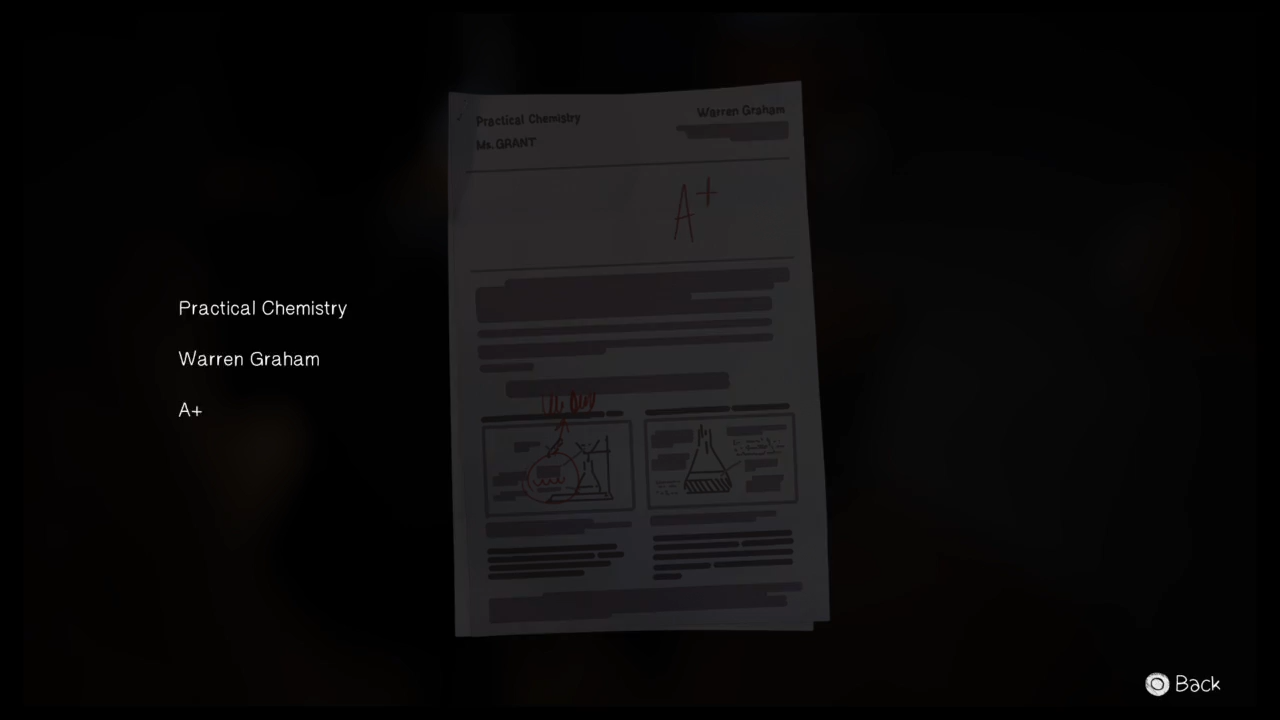 Practical Chemistry
Warren Graham
Ms. GRANT
A+
Practical Chemistry
Warren Graham
A+
Back